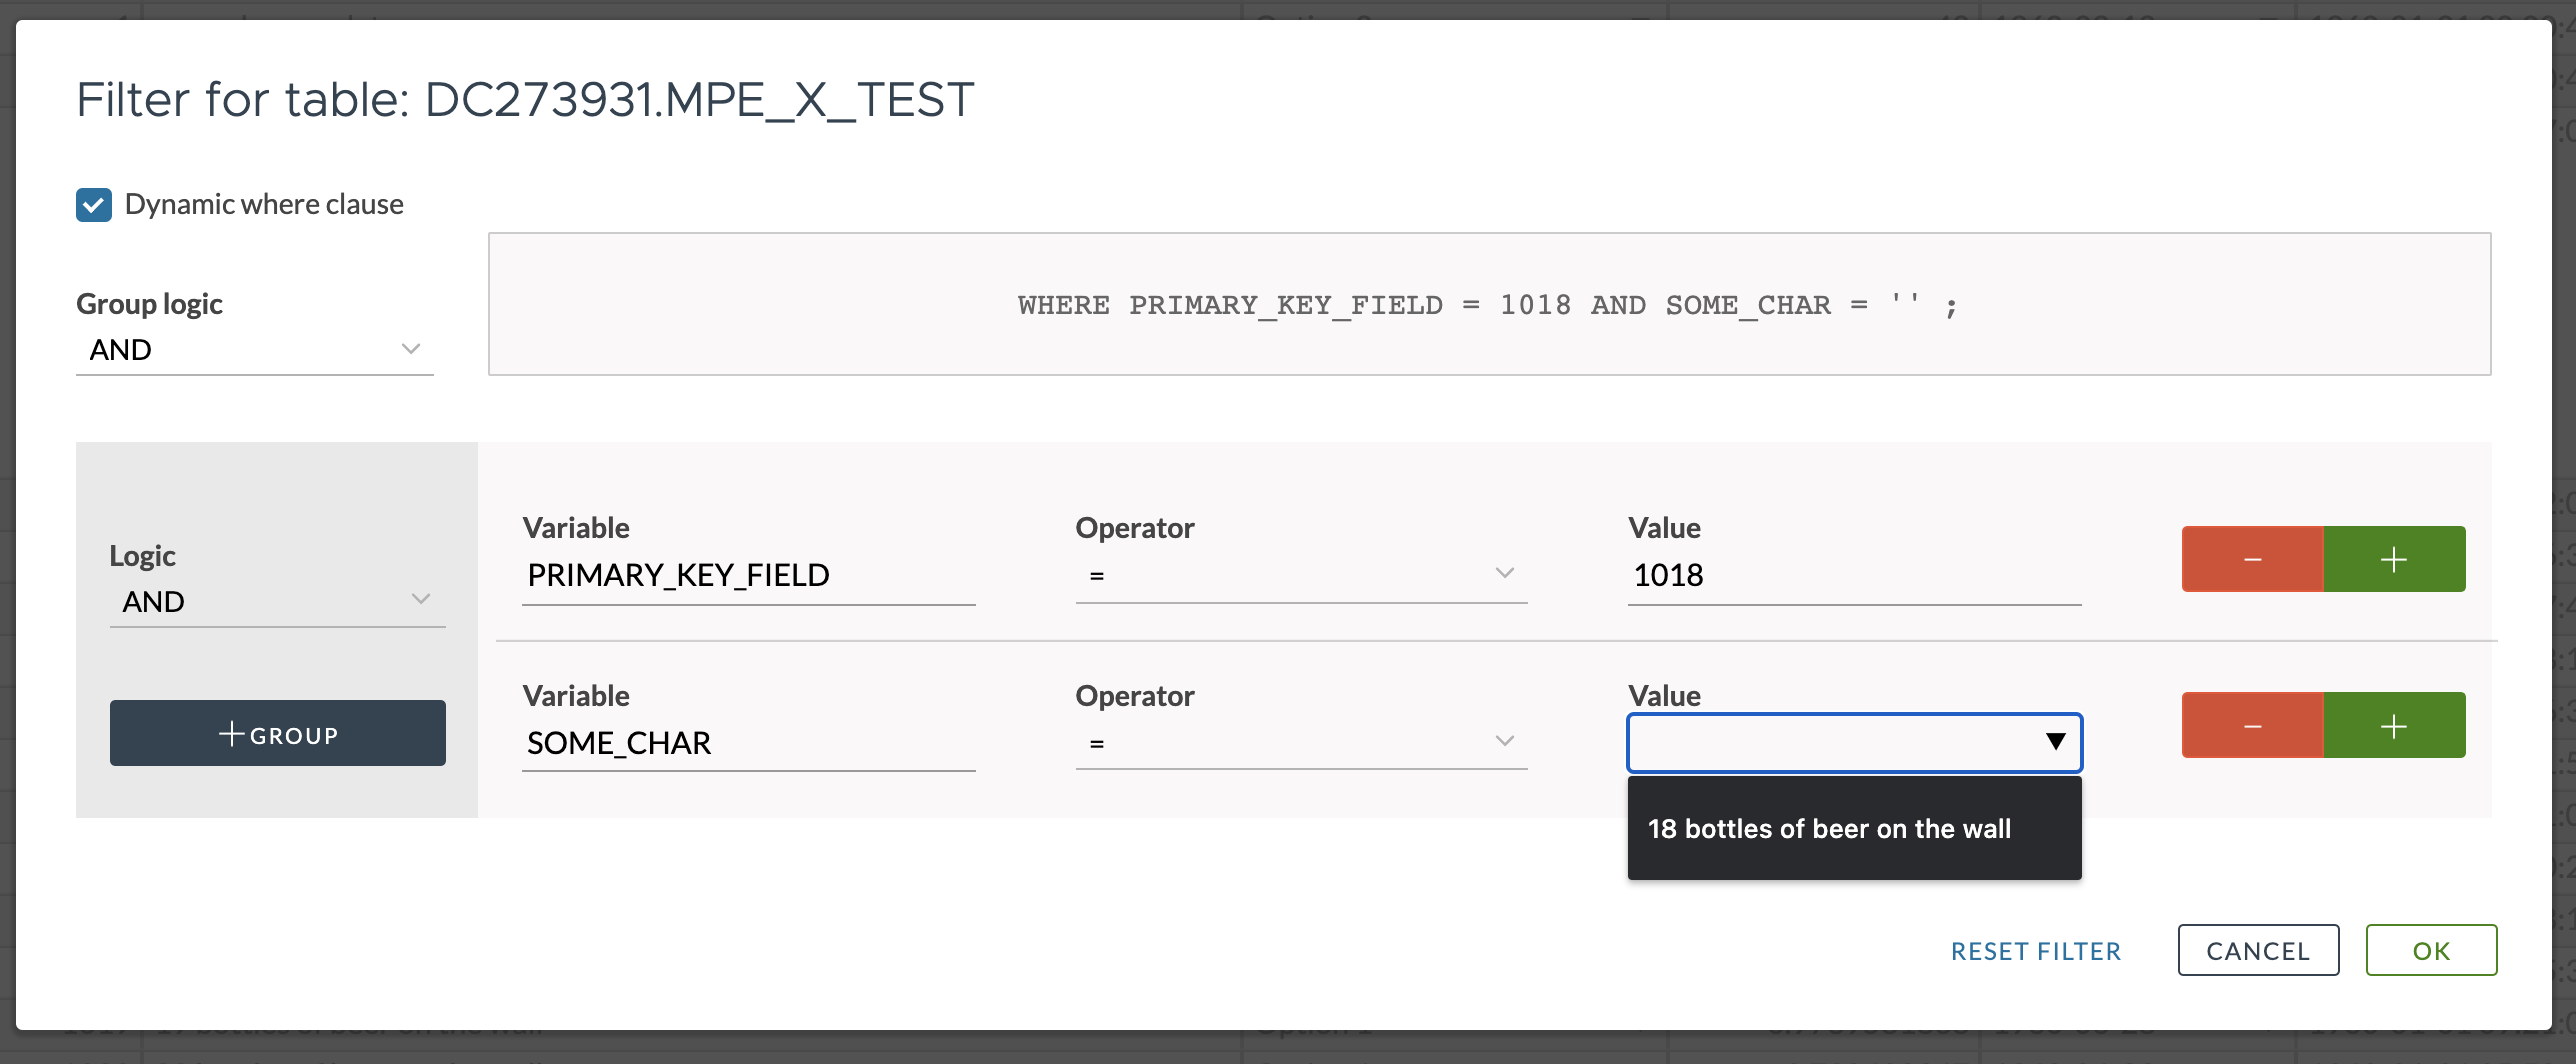 Filter for table: DC273931.MPE_X_TEST
Dynamic where clause
Group logic
AND
WHERE PRIMARY_KEY_FIELD = 1018 AND SOME_CHAR = '' ;
Logic
AND
+GROUP
Variable Operator Value
PRIMARY_KEY_FIELD = 1018
− +
Variable Operator Value
SOME_CHAR =
− +
18 bottles of beer on the wall
RESET FILTER CANCEL OK